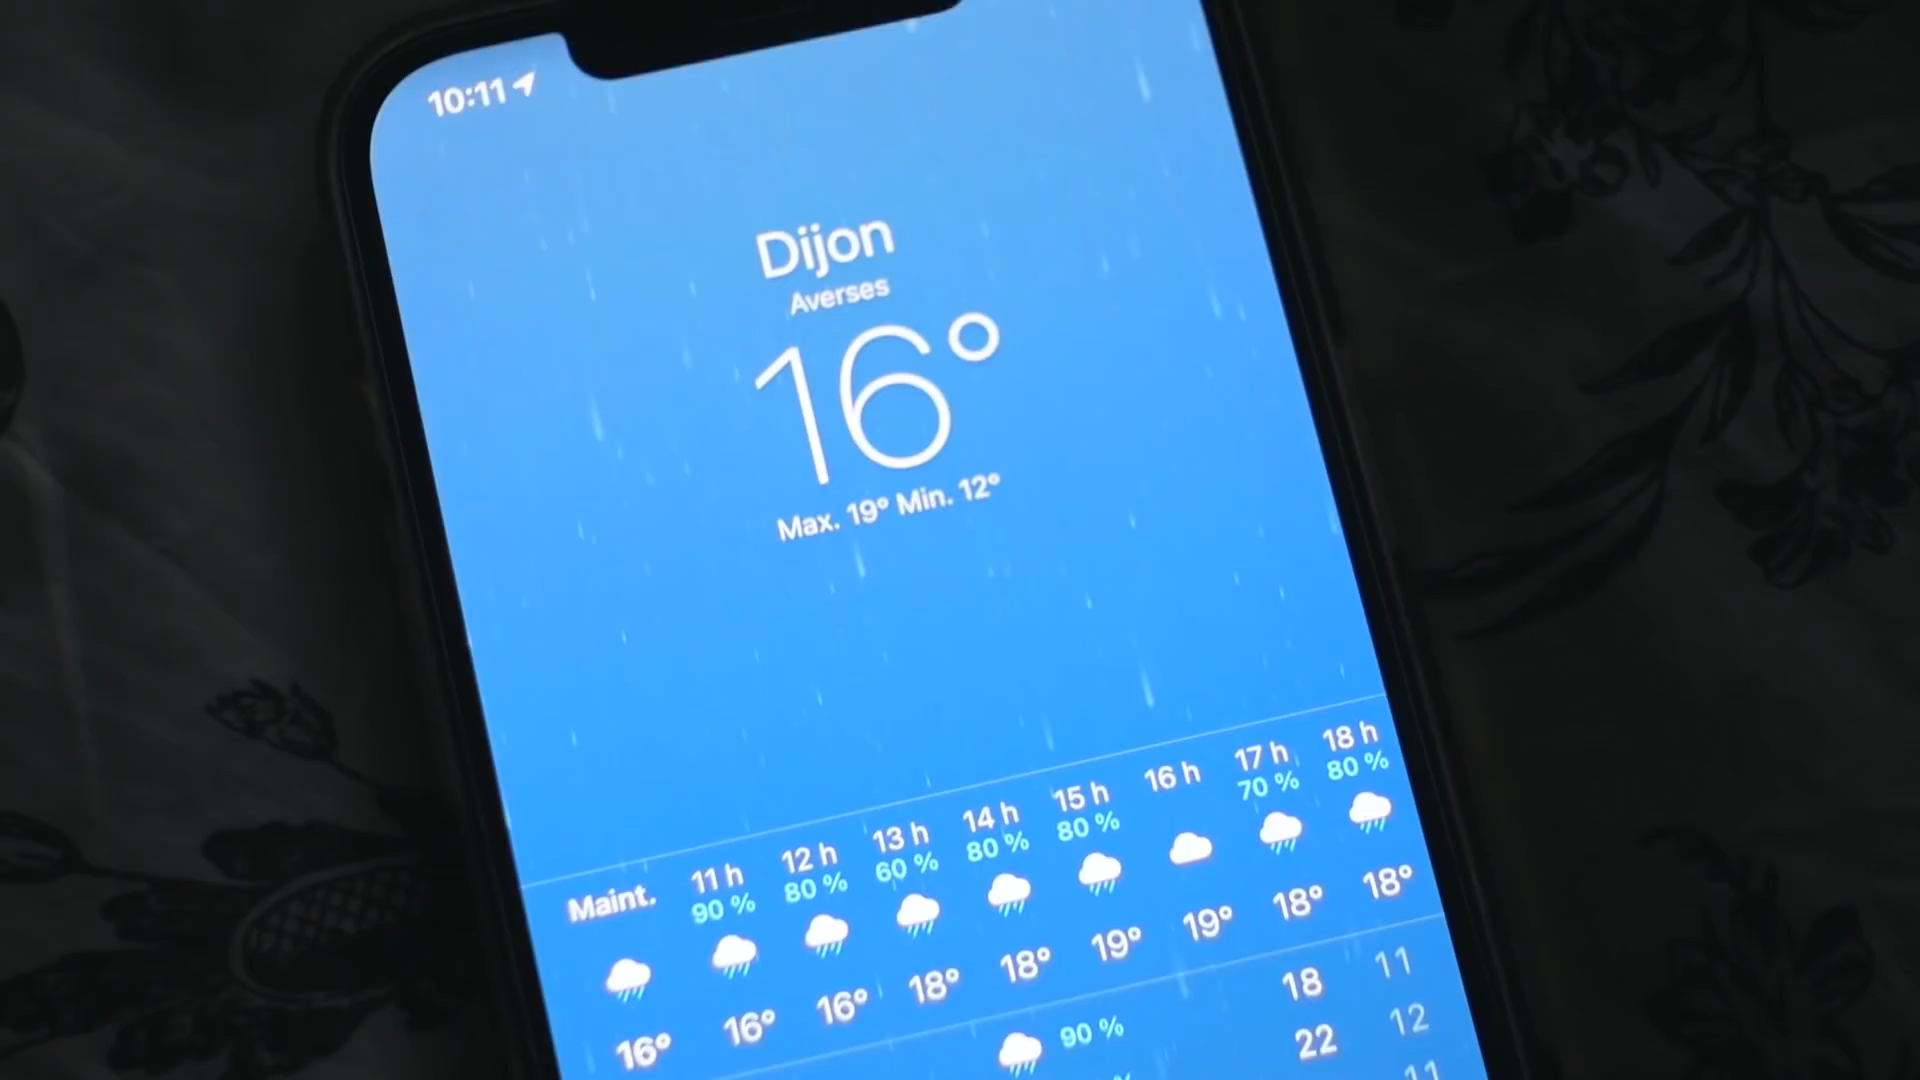 10:11
Dijon
Averses
16°
Max. 19° Min. 12°
Maint. 11 h 12 h 13 h 14 h 15 h 16 h 17 h 18 h
90 % 80 % 60 % 80 % 80 % 70 % 80 %
16° 16° 16° 18° 18° 19° 19° 18° 18°
18 11
90 % 22 12
11